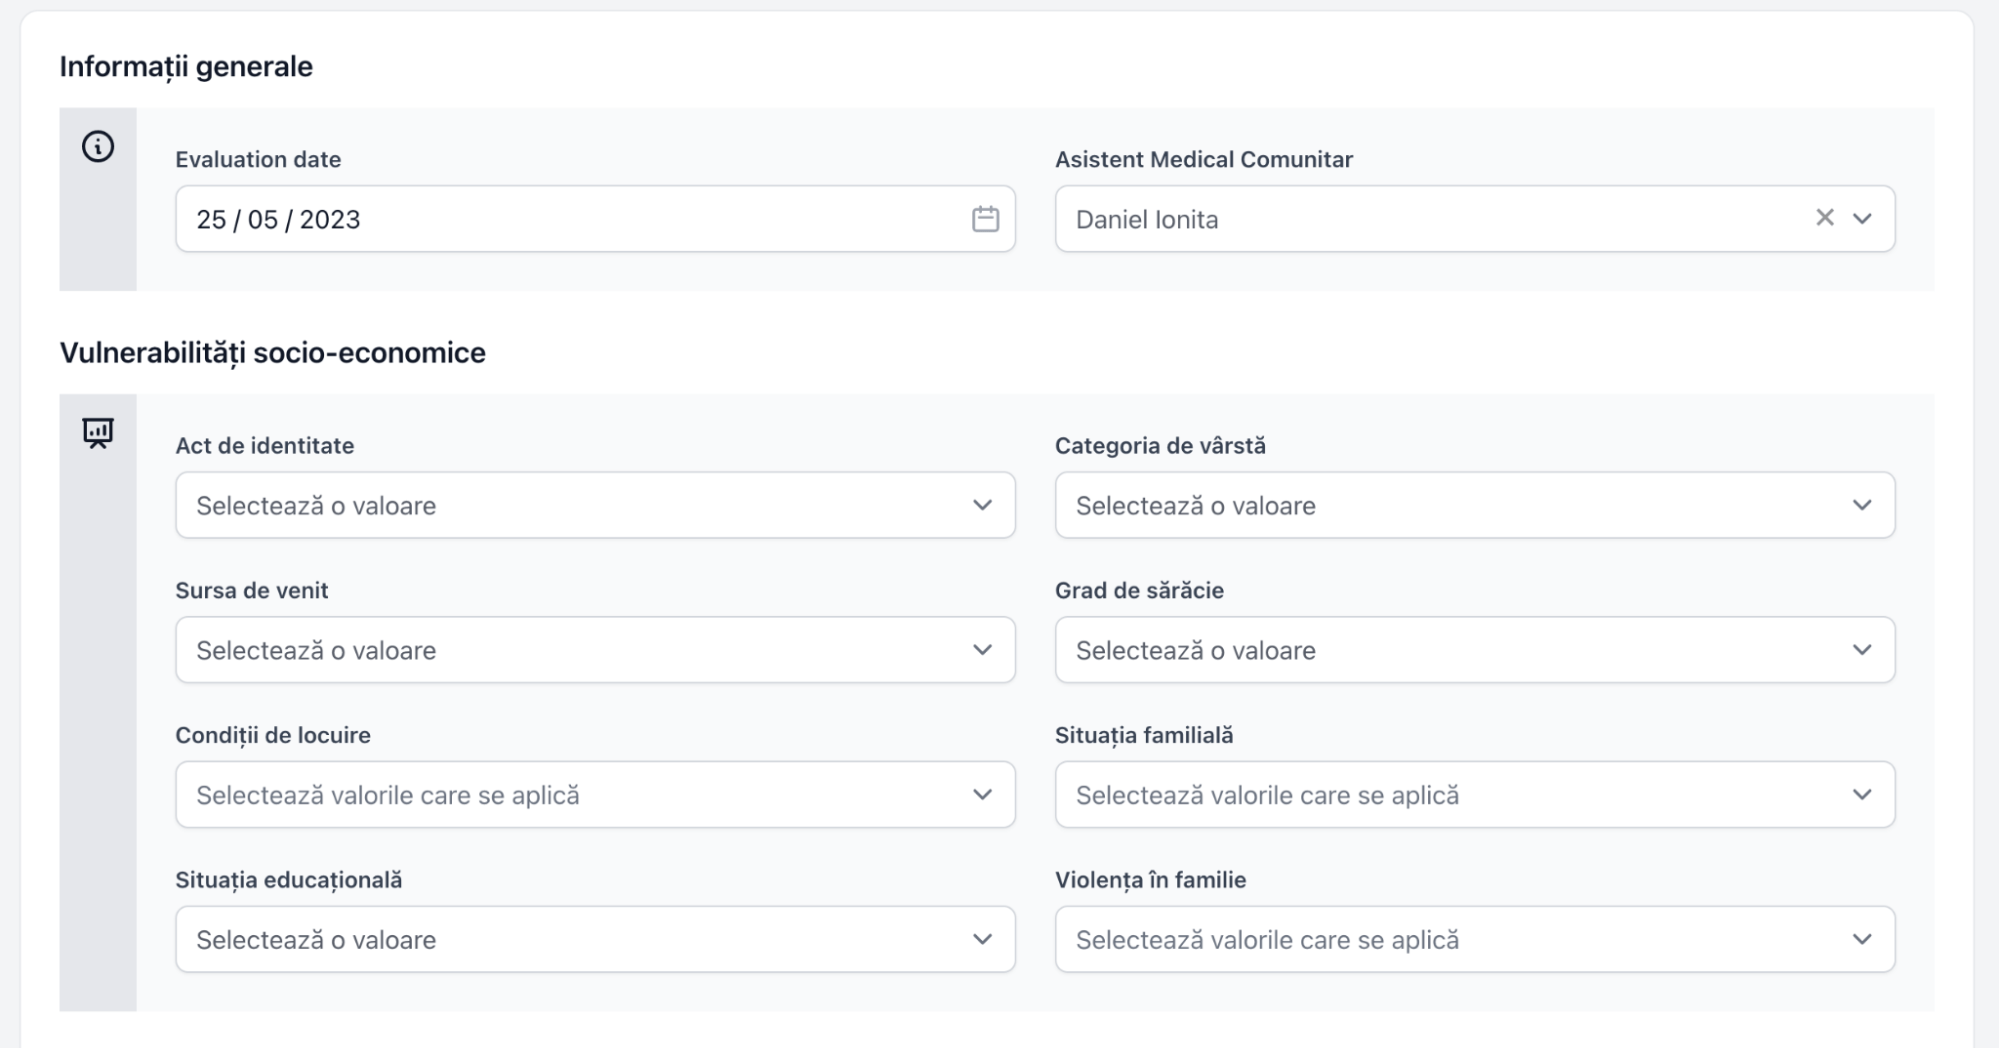 Informații generale
Evaluation date
Asistent Medical Comunitar
25 / 05 / 2023
Daniel Ionita
Vulnerabilități socio-economice
Act de identitate
Categoria de vârstă
Selectează o valoare
Selectează o valoare
Sursa de venit
Grad de sărăcie
Selectează o valoare
Selectează o valoare
Condiții de locuire
Situația familială
Selectează valorile care se aplică
Selectează valorile care se aplică
Situația educațională
Violența în familie
Selectează o valoare
Selectează valorile care se aplică